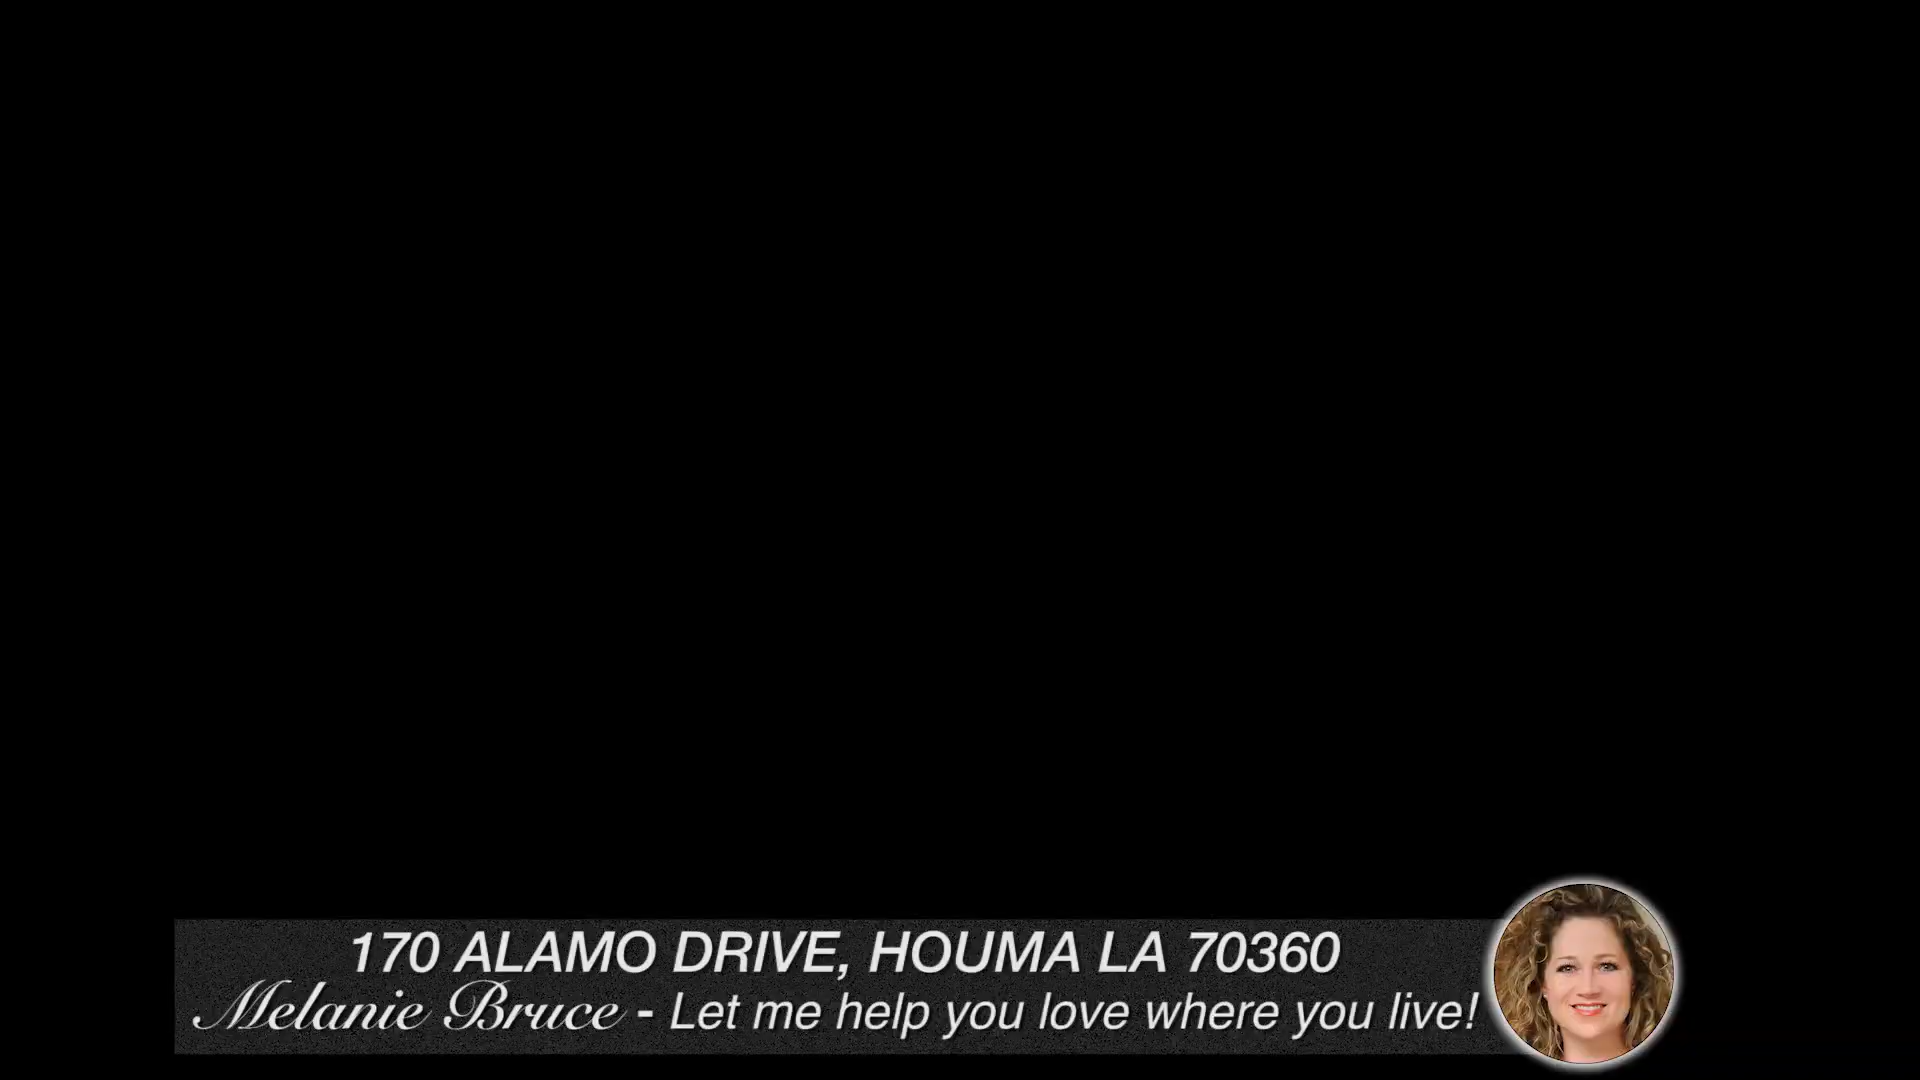 170 ALAMO DRIVE, HOUMA LA 70360
Melanie Bruce - Let me help you love where you live!